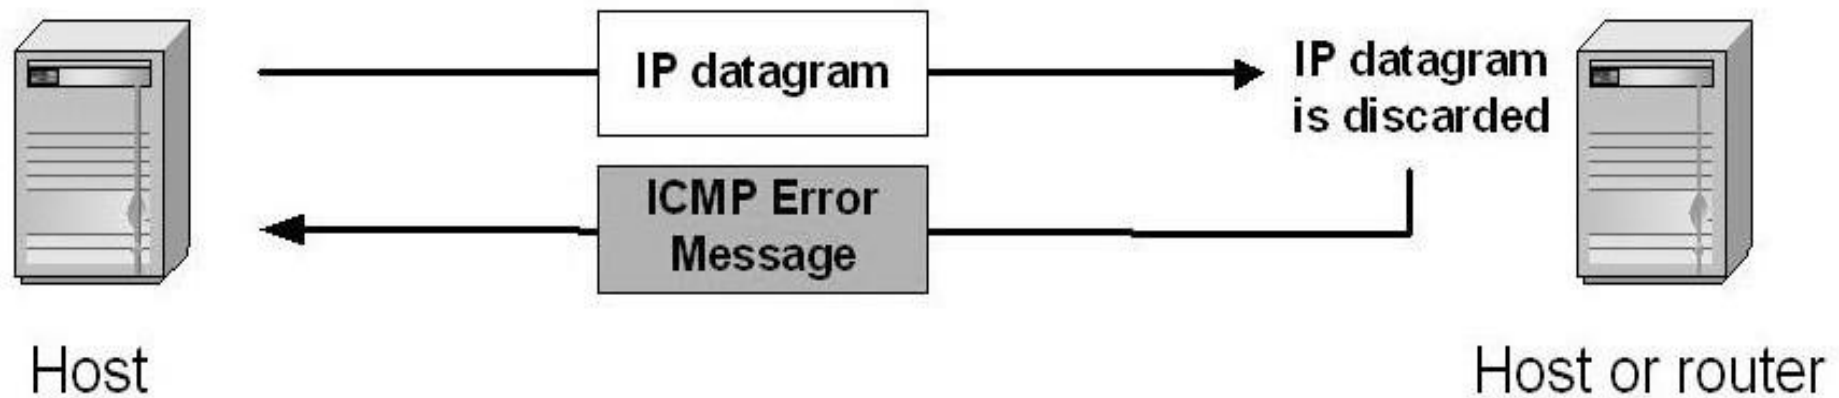 IP datagram
IP datagram
is discarded
ICMP Error
Message
Host
Host or router